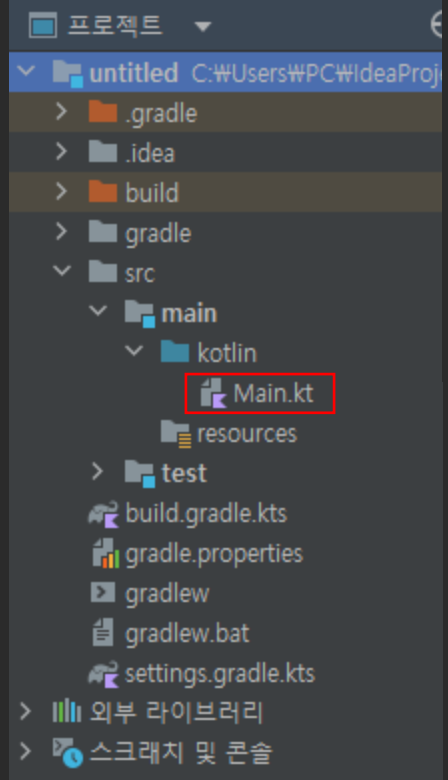 프로젝트
untitled C:₩Users₩PC₩IdeaProj
.gradle
.idea
build
gradle
src
main
kotlin
Main.kt
resources
test
build.gradle.kts
gradle.properties
gradlew
gradlew.bat
settings.gradle.kts
외부 라이브러리
스크래치 및 콘솔